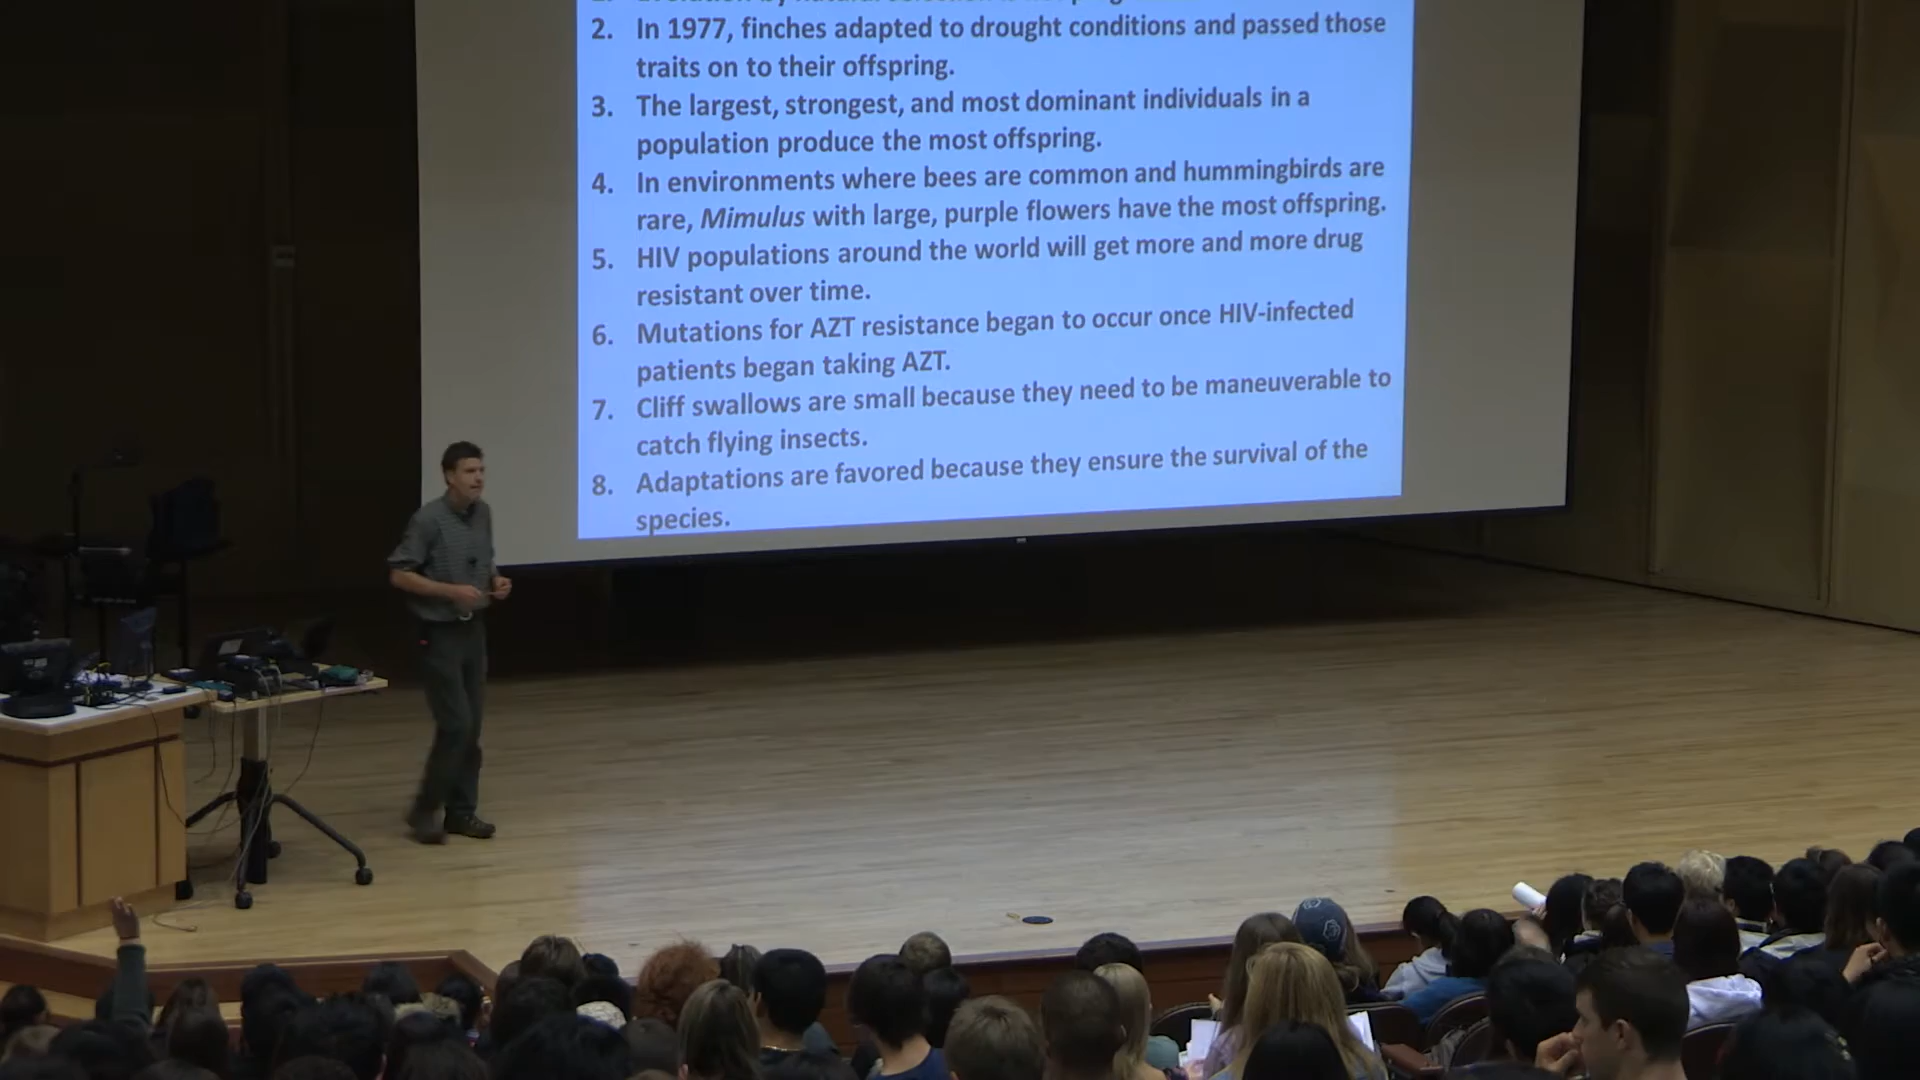 2. In 1977, finches adapted to drought conditions and passed those
traits on to their offspring.
3. The largest, strongest, and most dominant individuals in a
population produce the most offspring.
4. In environments where bees are common and hummingbirds are
rare, Mimulus with large, purple flowers have the most offspring.
5. HIV populations around the world will get more and more drug
resistant over time.
6. Mutations for AZT resistance began to occur once HIV-infected
patients began taking AZT.
7. Cliff swallows are small because they need to be maneuverable to
catch flying insects.
8. Adaptations are favored because they ensure the survival of the
species.